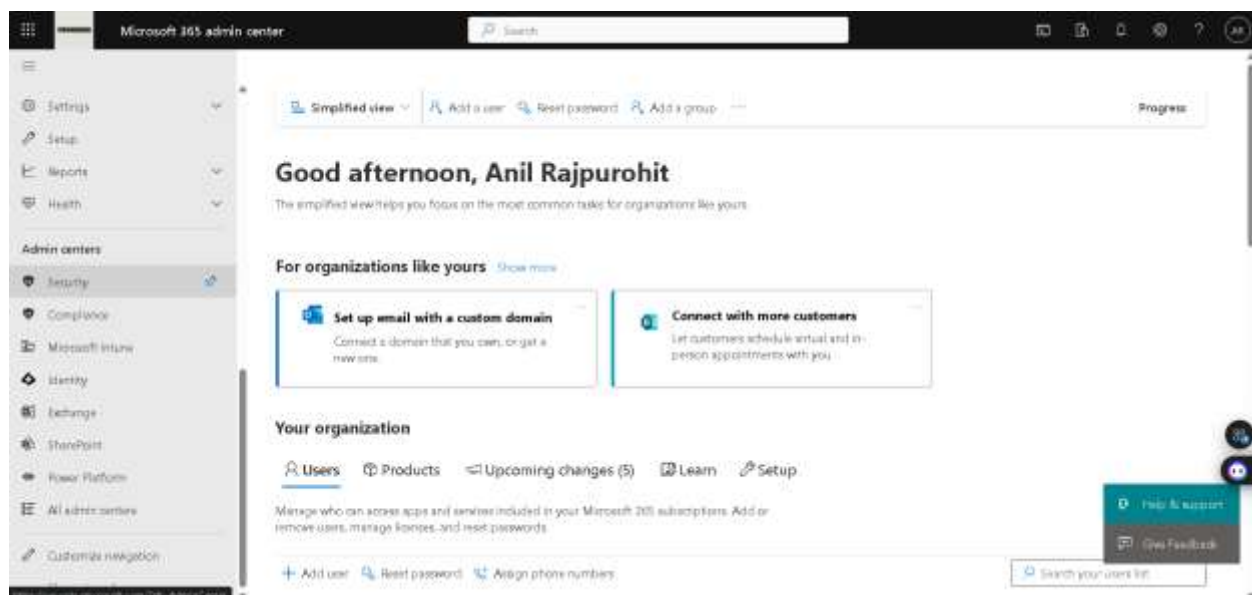 Microsoft 365 admin center
Search
Settings
Setup
Reports
Health
Admin centers
Security
Compliance
Microsoft Intune
Identity
Exchange
SharePoint
Power Platform
All admin centers
Customize navigation
Simplified view
Add a user
Reset password
Add a group
Progress
Good afternoon, Anil Rajpurohit
The simplified view helps you focus on the most common tasks for organizations like yours.
For organizations like yours Show more
Set up email with a custom domain
Connect a domain that you own, or get a
new one.
Connect with more customers
Let customers schedule virtual and in-
person appointments with you.
Your organization
Users
Products
Upcoming changes (5)
Learn
Setup
Manage who can access apps and services included in your Microsoft 365 subscriptions. Add or
remove users, manage licenses, and reset passwords.
Add user
Reset password
Assign phone numbers
Search your users list
Help & support
Give Feedback
AR